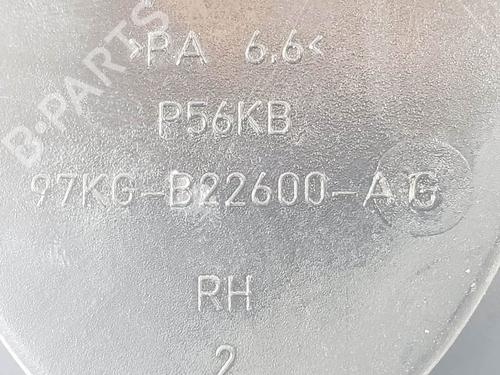 >PA 6,6<
P56KB
97KG-B22600-AG
RH
2
B-PARTS